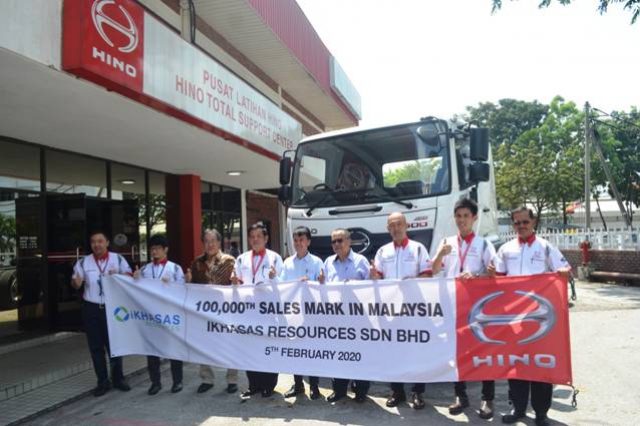 HINO
PUSAT LATIHAN HINO
HINO TOTAL SUPPORT CENTER
HINO
500
IKHASAS
100,000TH SALES MARK IN MALAYSIA
IKHASAS RESOURCES SDN BHD
5TH FEBRUARY 2020
HINO